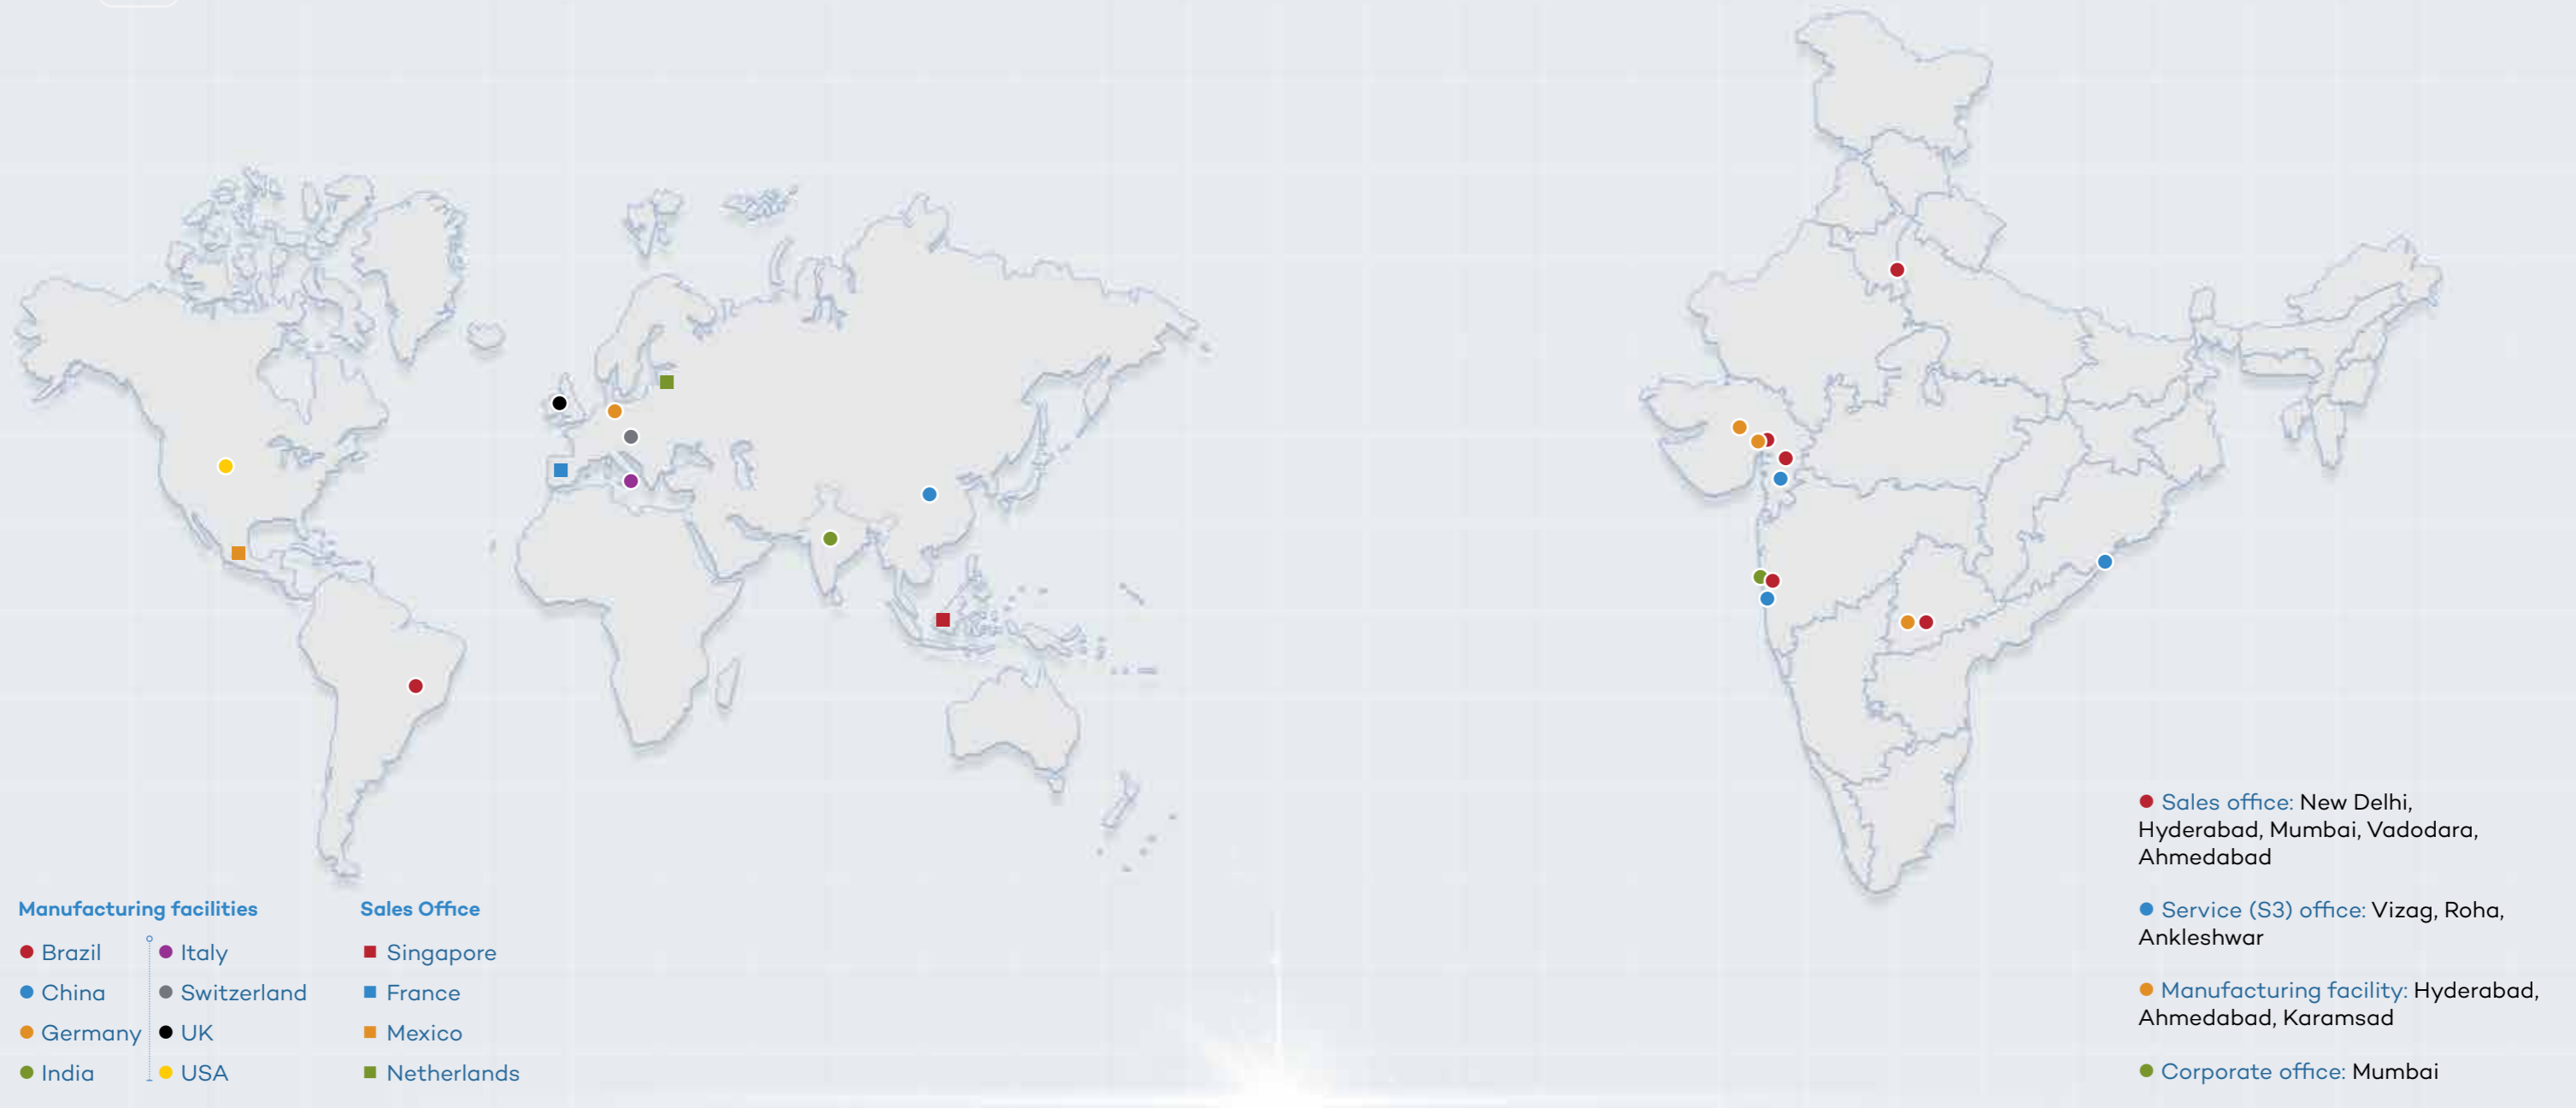 Manufacturing facilities
Brazil
China
Germany
India
Italy
Switzerland
UK
USA
Sales Office
Singapore
France
Mexico
Netherlands
Sales office: New Delhi,
Hyderabad, Mumbai, Vadodara,
Ahmedabad
Service (S3) office: Vizag, Roha,
Ankleshwar
Manufacturing facility: Hyderabad,
Ahmedabad, Karamsad
Corporate office: Mumbai